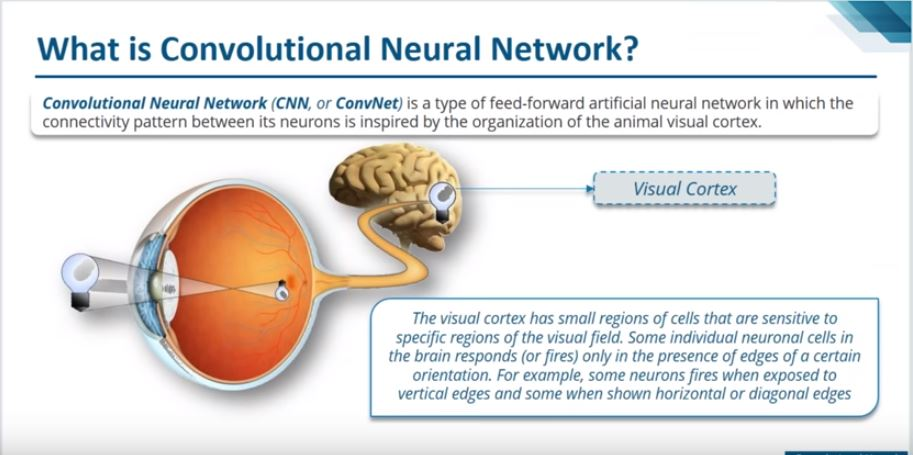 What is Convolutional Neural Network?
Convolutional Neural Network (CNN, or ConvNet) is a type of feed-forward artificial neural network in which the
connectivity pattern between its neurons is inspired by the organization of the animal visual cortex.
Visual Cortex
The visual cortex has small regions of cells that are sensitive to
specific regions of the visual field. Some individual neuronal cells in
the brain responds (or fires) only in the presence of edges of a certain
orientation. For example, some neurons fires when exposed to
vertical edges and some when shown horizontal or diagonal edges